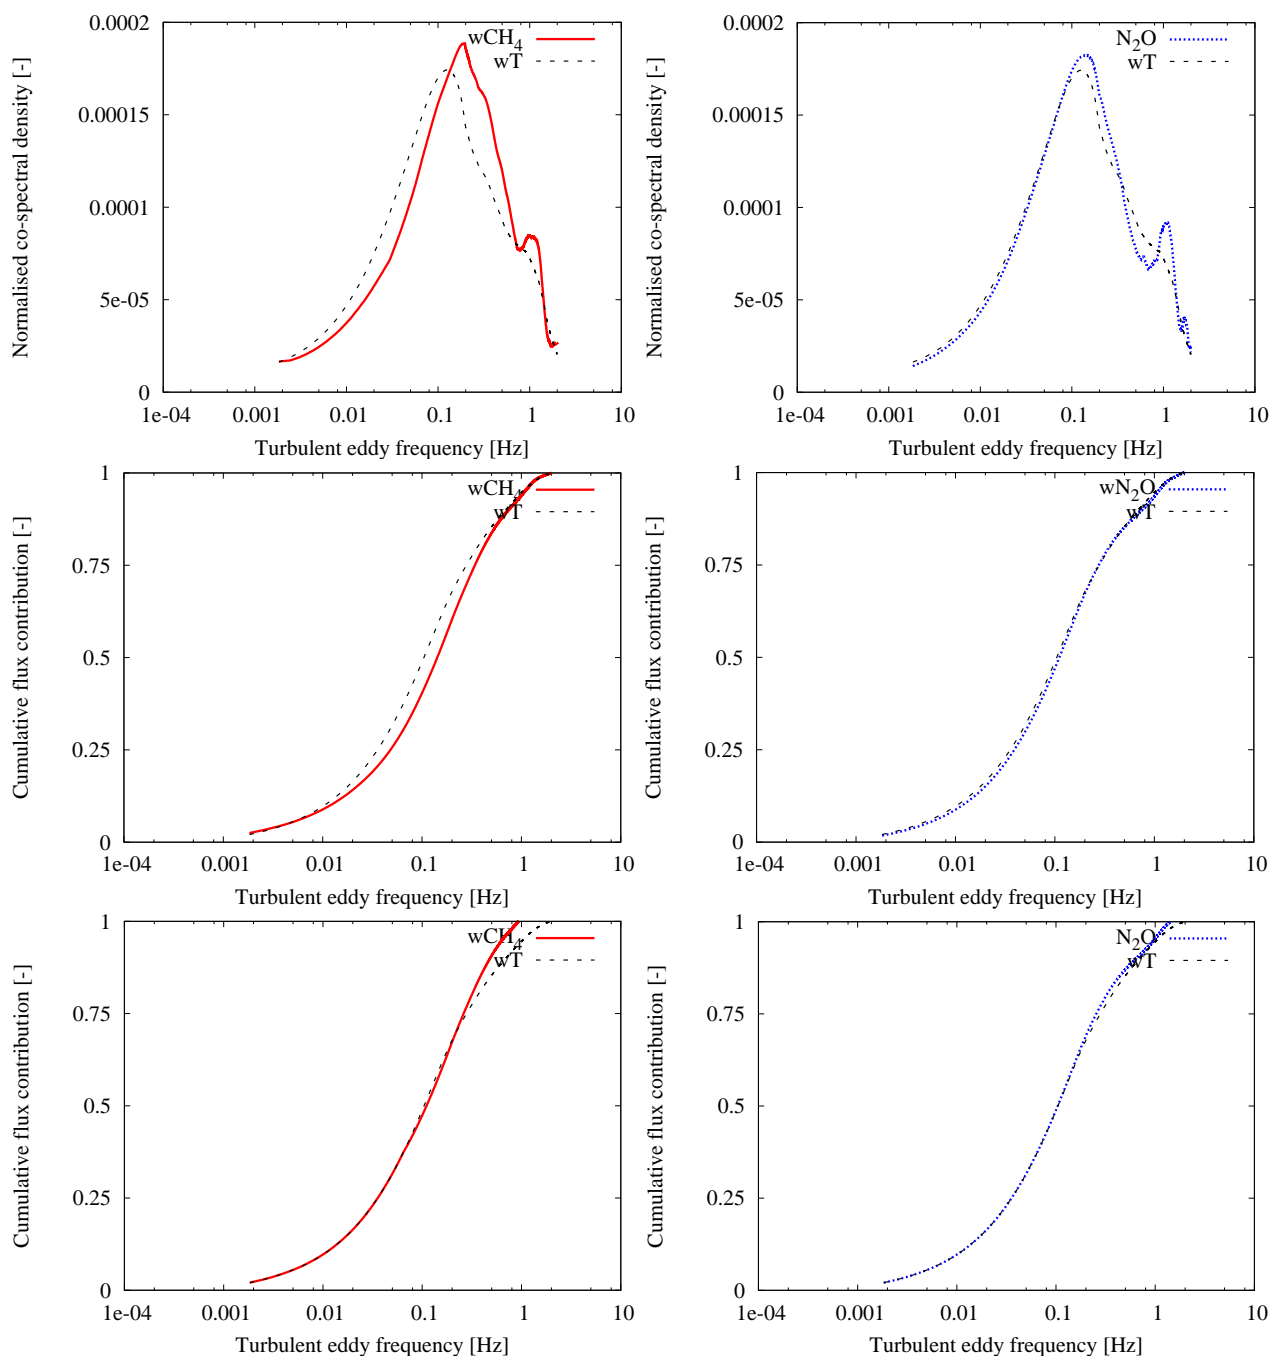 Normalised co-spectral density [-]
0.0002
0.00015
0.0001
5e-05
0
wCH4
wT
1e-04 0.001 0.01 0.1 1 10
Turbulent eddy frequency [Hz]
Normalised co-spectral density [-]
0.0002
0.00015
0.0001
5e-05
0
N2O
wT
1e-04 0.001 0.01 0.1 1 10
Turbulent eddy frequency [Hz]
Cumulative flux contribution [-]
1
0.75
0.5
0.25
0
wCH4
wT
1e-04 0.001 0.01 0.1 1 10
Turbulent eddy frequency [Hz]
Cumulative flux contribution [-]
1
0.75
0.5
0.25
0
wN2O
wT
1e-04 0.001 0.01 0.1 1 10
Turbulent eddy frequency [Hz]
Cumulative flux contribution [-]
1
0.75
0.5
0.25
0
wCH4
wT
1e-04 0.001 0.01 0.1 1 10
Turbulent eddy frequency [Hz]
Cumulative flux contribution [-]
1
0.75
0.5
0.25
0
N2O
wT
1e-04 0.001 0.01 0.1 1 10
Turbulent eddy frequency [Hz]